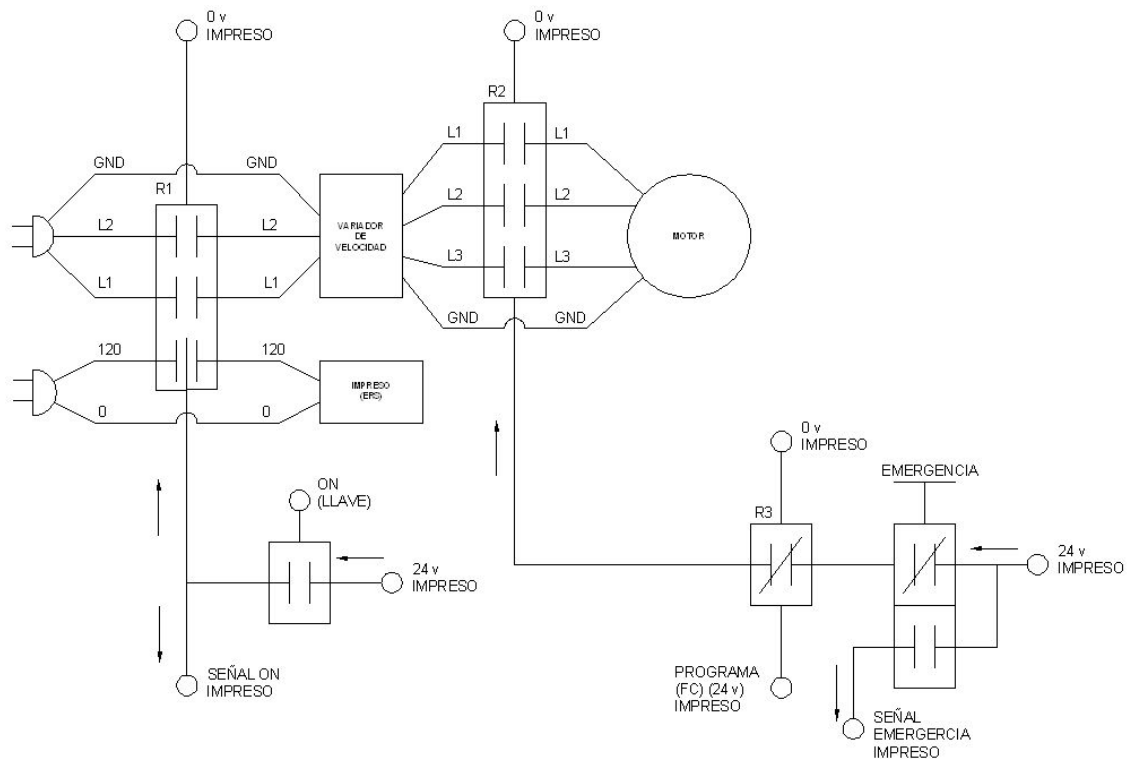 0 v
IMPRESO
0 v
IMPRESO
R2
L1
L1
GND
GND
R1
L2
L2
L2
L2
VARIADOR
DE
VELOCIDAD
MOTOR
L3
L3
L1
L1
GND
GND
120
120
IMPRESO
(EPS)
0
0
0 v
IMPRESO
EMERGENCIA
ON
(LLAVE)
R3
24 v
IMPRESO
24 v
IMPRESO
SEÑAL ON
IMPRESO
PROGRAMA
(FC) (24 v)
IMPRESO
SEÑAL
EMERGERCIA
IMPRESO